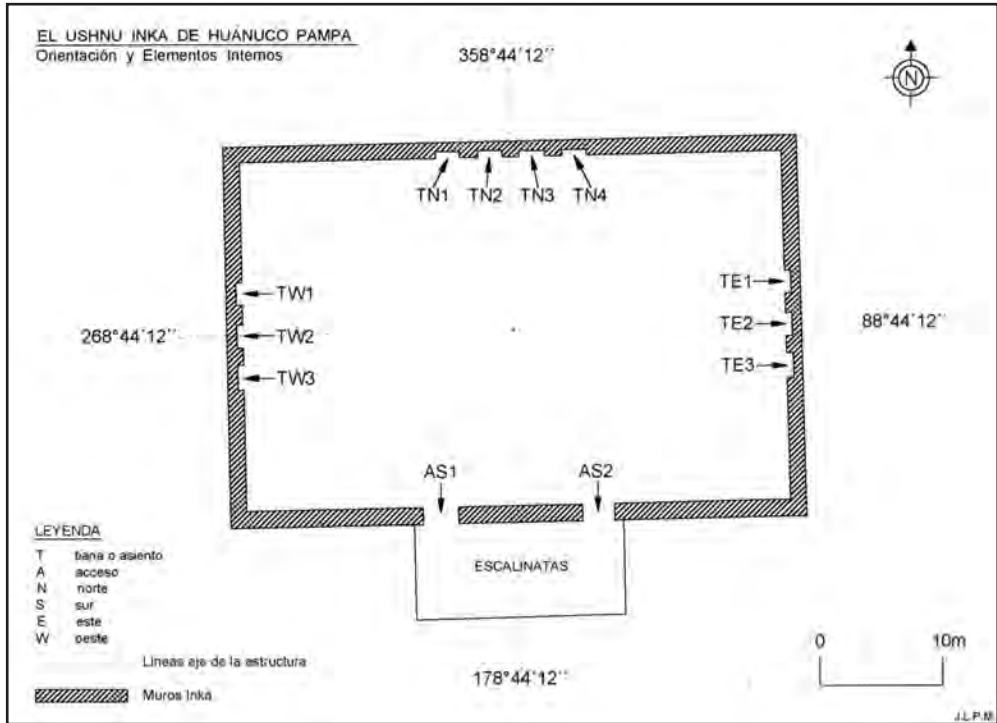 EL USHNU INKA DE HUÁNUCO PAMPA
Orientación y Elementos Internos
358°44'12''
N
TN1 TN2 TN3 TN4
TW1
TW2
TW3
268°44'12''
TE1
TE2
TE3
88°44'12''
AS1
AS2
ESCALINATAS
LEYENDA
T tiana o asiento
A acceso
N norte
S sur
E este
W oeste
Líneas eje de la estructura
Muros Inka
178°44'12''
0 10m
J.L.P.M